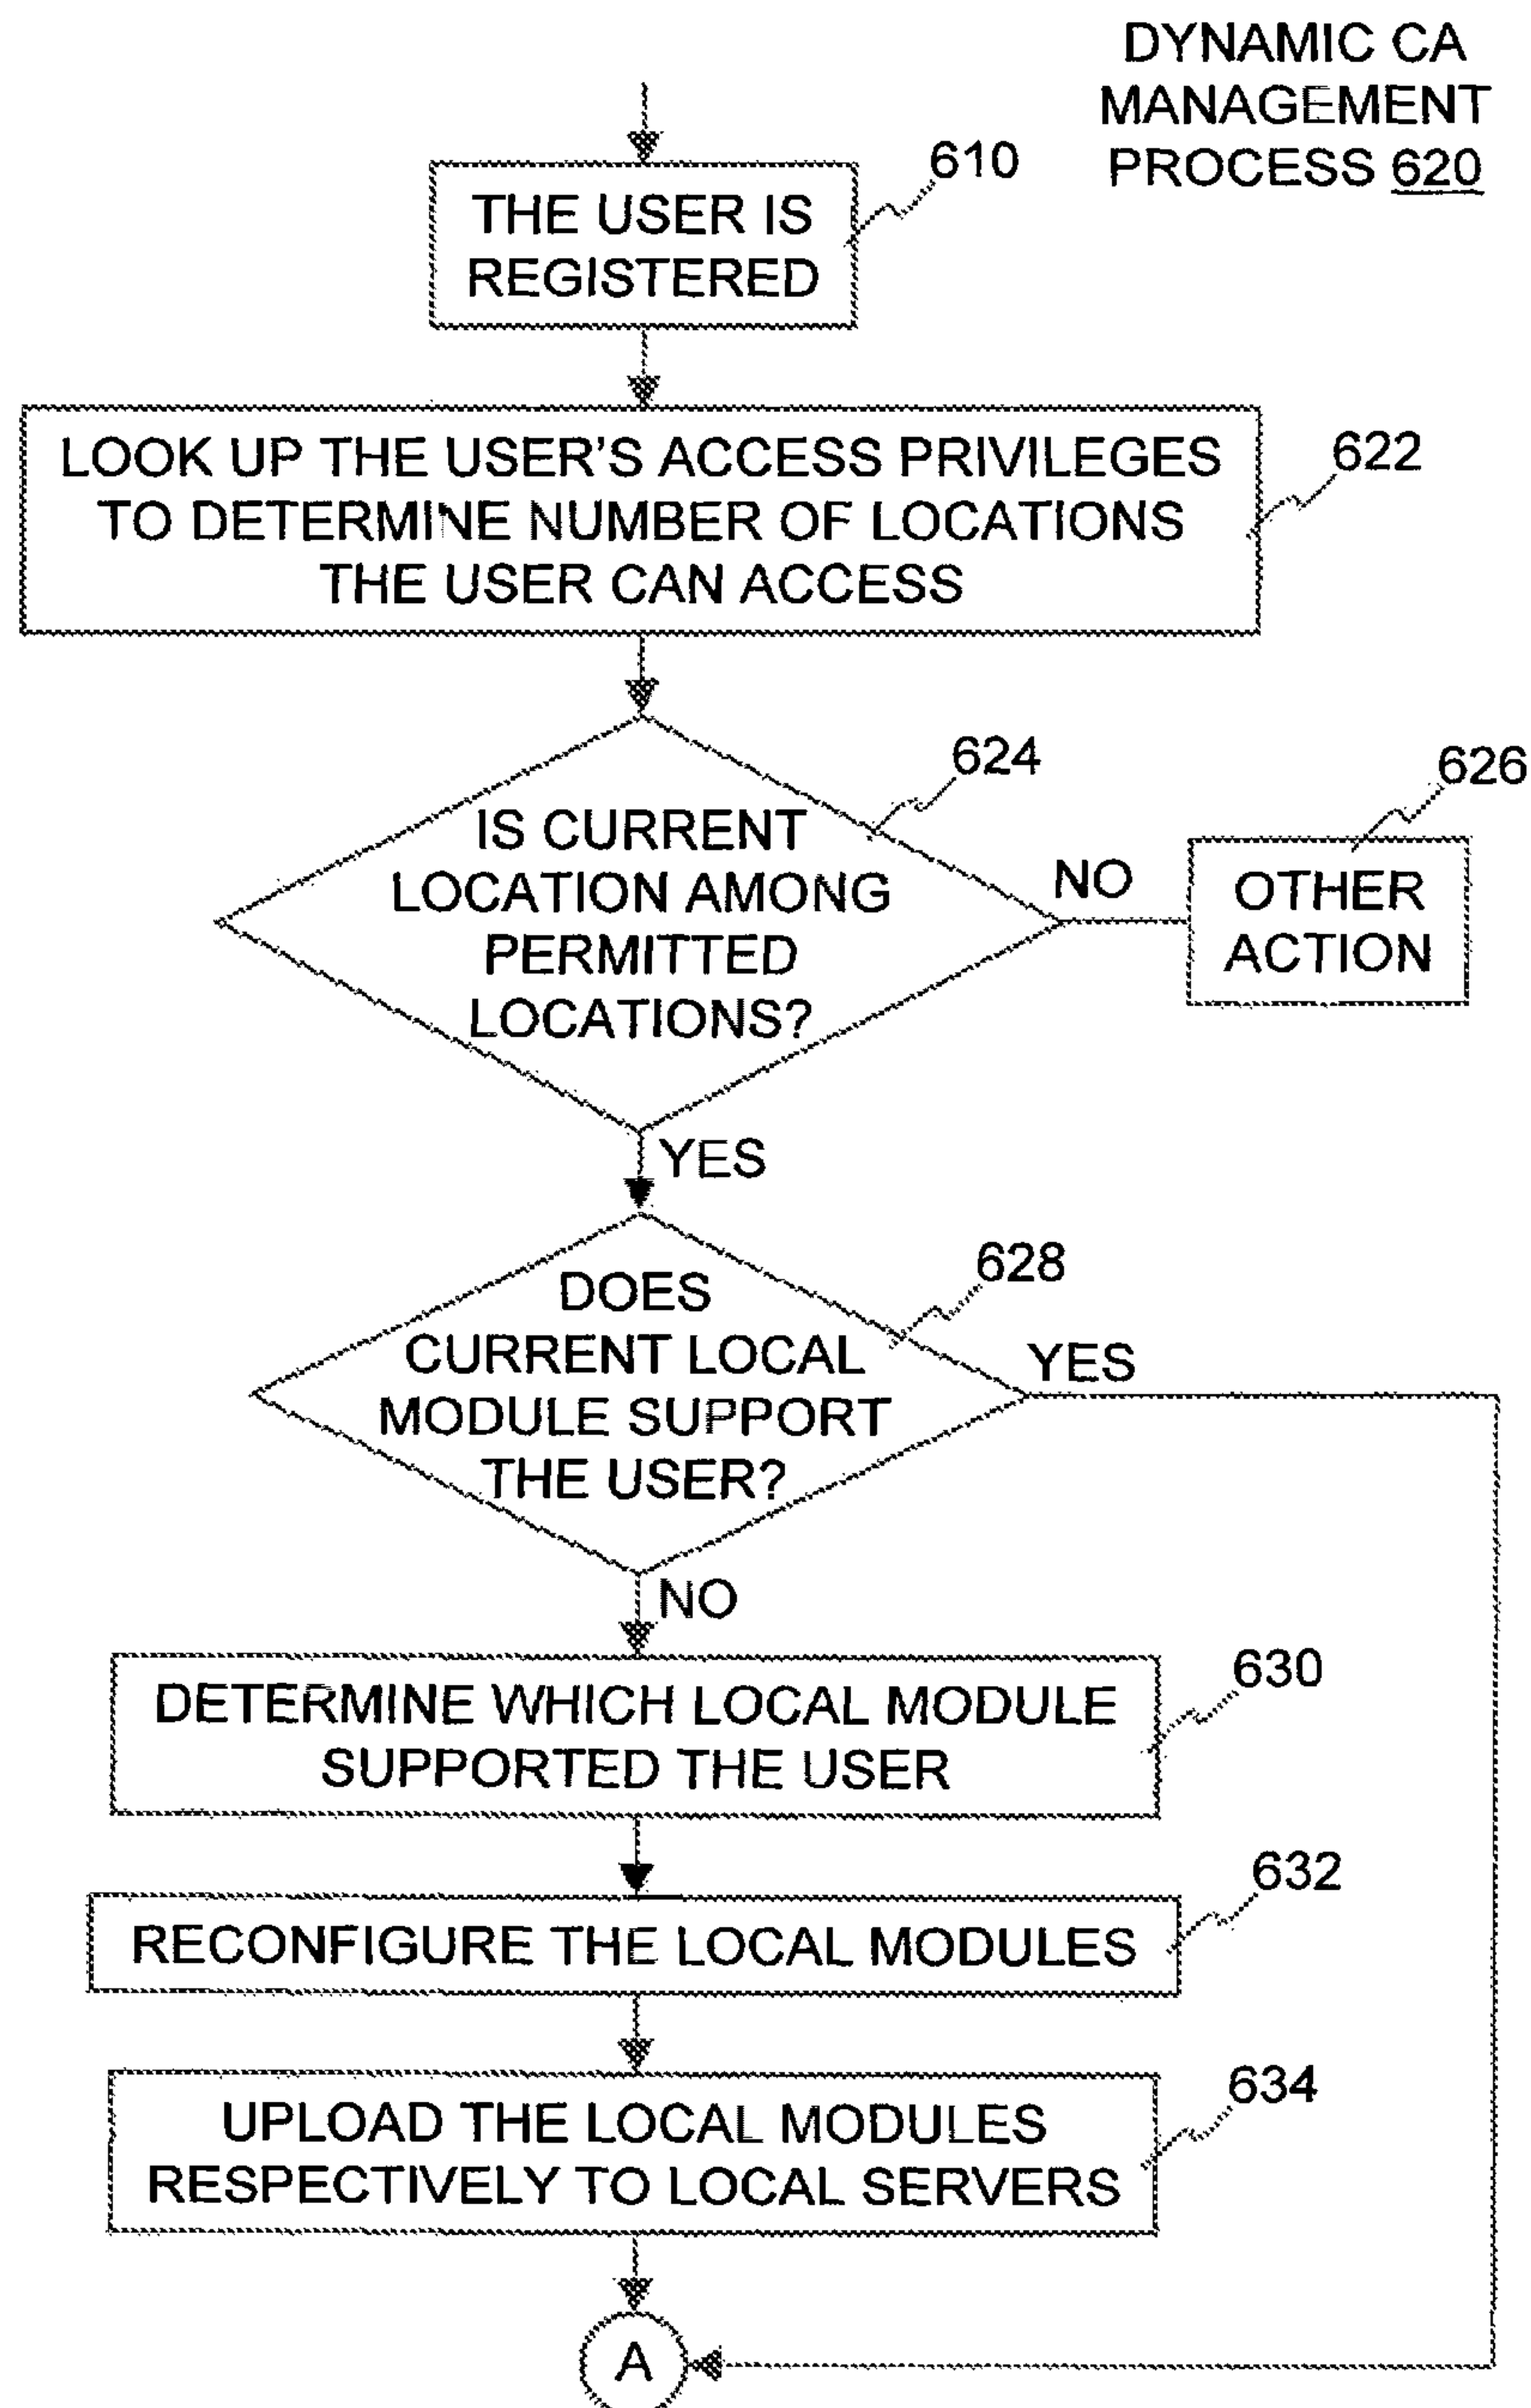 DYNAMIC CA
MANAGEMENT
PROCESS 620
610
THE USER IS
REGISTERED
622
LOOK UP THE USER'S ACCESS PRIVILEGES
TO DETERMINE NUMBER OF LOCATIONS
THE USER CAN ACCESS
624
IS CURRENT
LOCATION AMONG
PERMITTED
LOCATIONS?
NO
626
OTHER
ACTION
YES
628
DOES
CURRENT LOCAL
MODULE SUPPORT
THE USER?
YES
NO
630
DETERMINE WHICH LOCAL MODULE
SUPPORTED THE USER
632
RECONFIGURE THE LOCAL MODULES
634
UPLOAD THE LOCAL MODULES
RESPECTIVELY TO LOCAL SERVERS
A